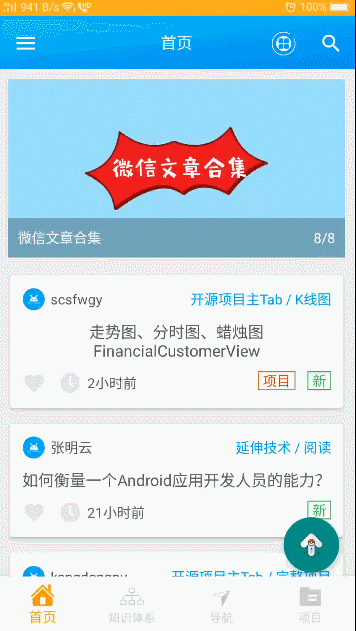 941 B/s
100%
首页
微信文章合集
微信文章合集
8/8
scsfwgy
开源项目主Tab / K线图
走势图、分时图、蜡烛图
FinancialCustomerView
2小时前
项目
新
张明云
延伸技术 / 阅读
如何衡量一个Android应用开发人员的能力?
21小时前
新
开源项目主Tab / 完整项目
首页
知识体系
导航
项目